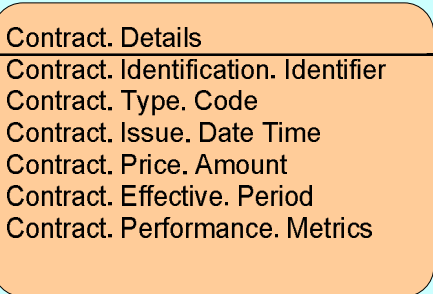 Contract. Details
Contract. Identification. Identifier
Contract. Type. Code
Contract. Issue. Date Time
Contract. Price. Amount
Contract. Effective. Period
Contract. Performance. Metrics